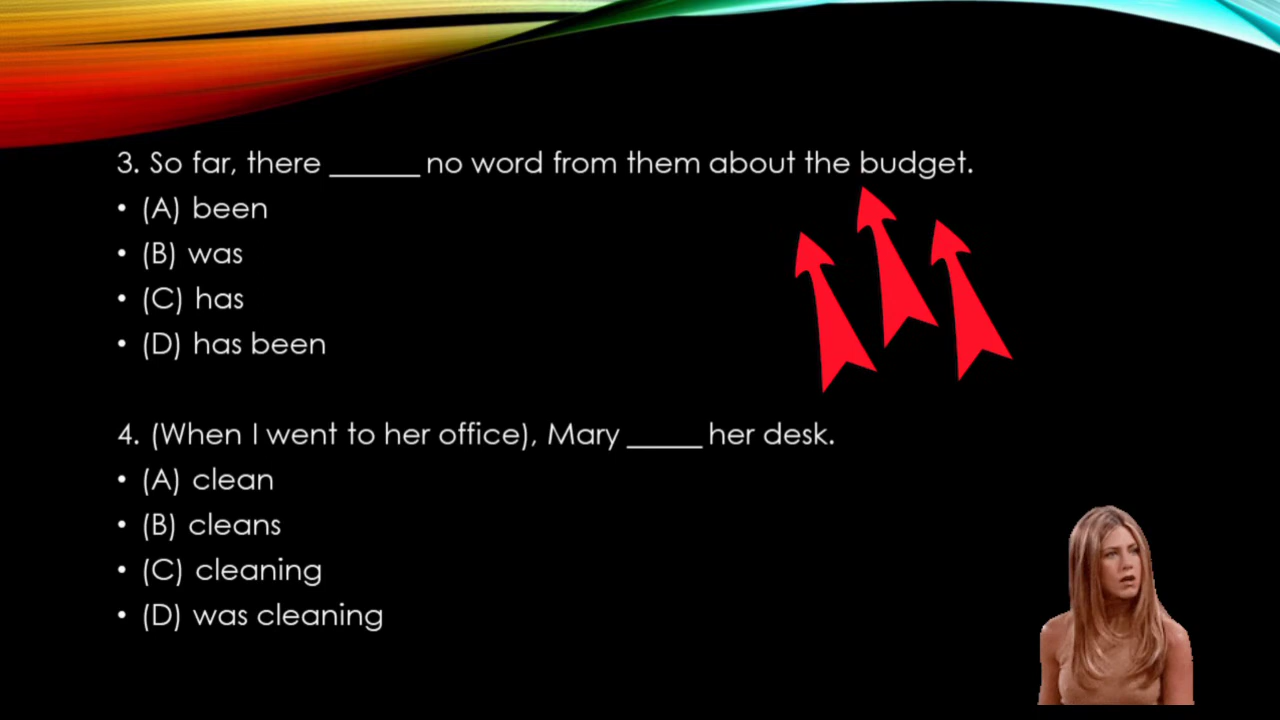 3. So far, there ______ no word from them about the budget.
• (A) been
• (B) was
• (C) has
• (D) has been
4. (When I went to her office), Mary _____ her desk.
• (A) clean
• (B) cleans
• (C) cleaning
• (D) was cleaning